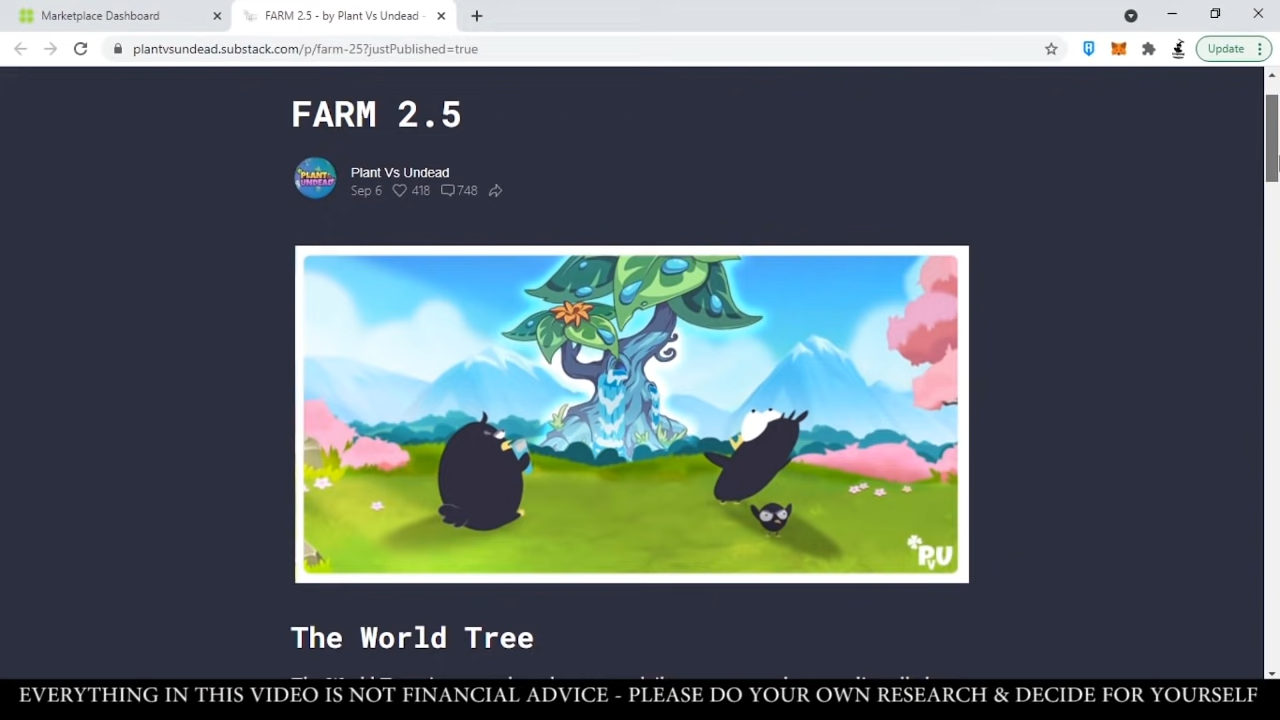 Marketplace Dashboard
FARM 2.5 - by Plant Vs Undead -
plantvsundead.substack.com/p/farm-25?justPublished=true
Update
FARM 2.5
PLANT
UNDEAD
Plant Vs Undead
Sep 6 418 748
PVU
The World Tree
EVERYTHING IN THIS VIDEO IS NOT FINANCIAL ADVICE - PLEASE DO YOUR OWN RESEARCH & DECIDE FOR YOURSELF